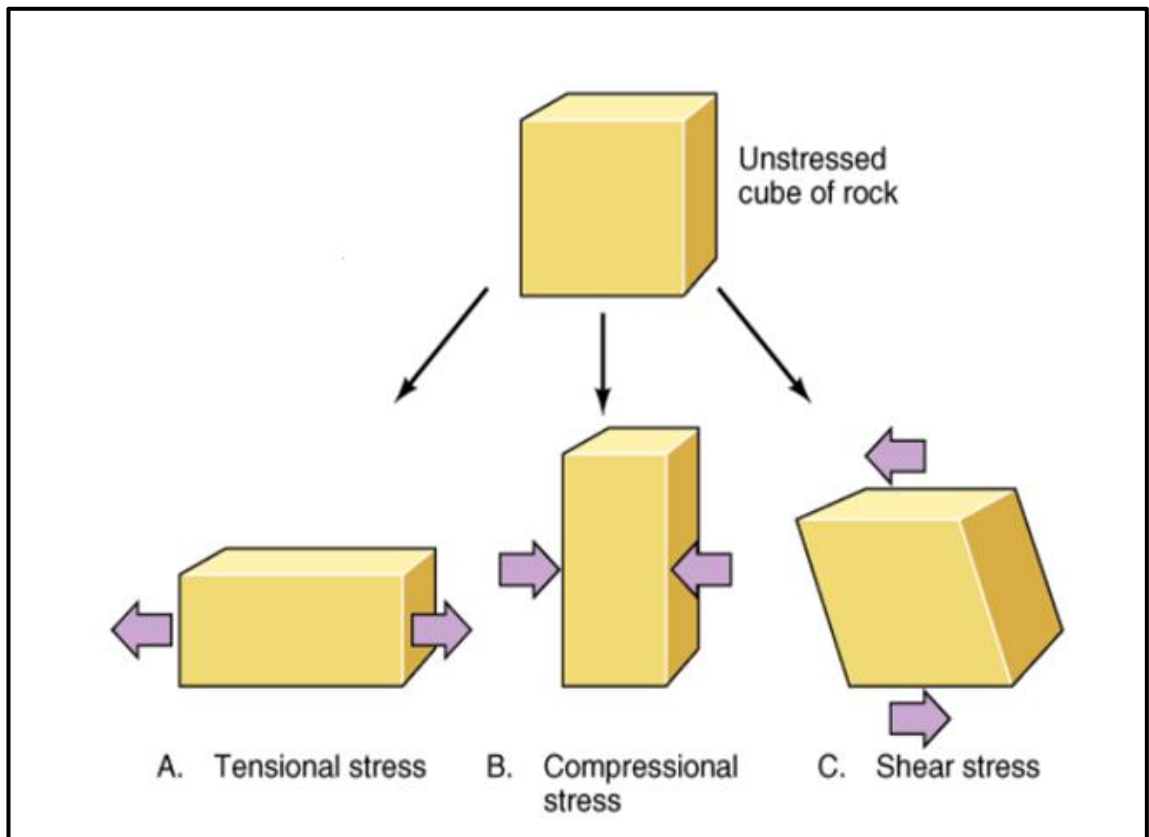 Unstressed
cube of rock
A. Tensional stress
B. Compressional
stress
C. Shear stress